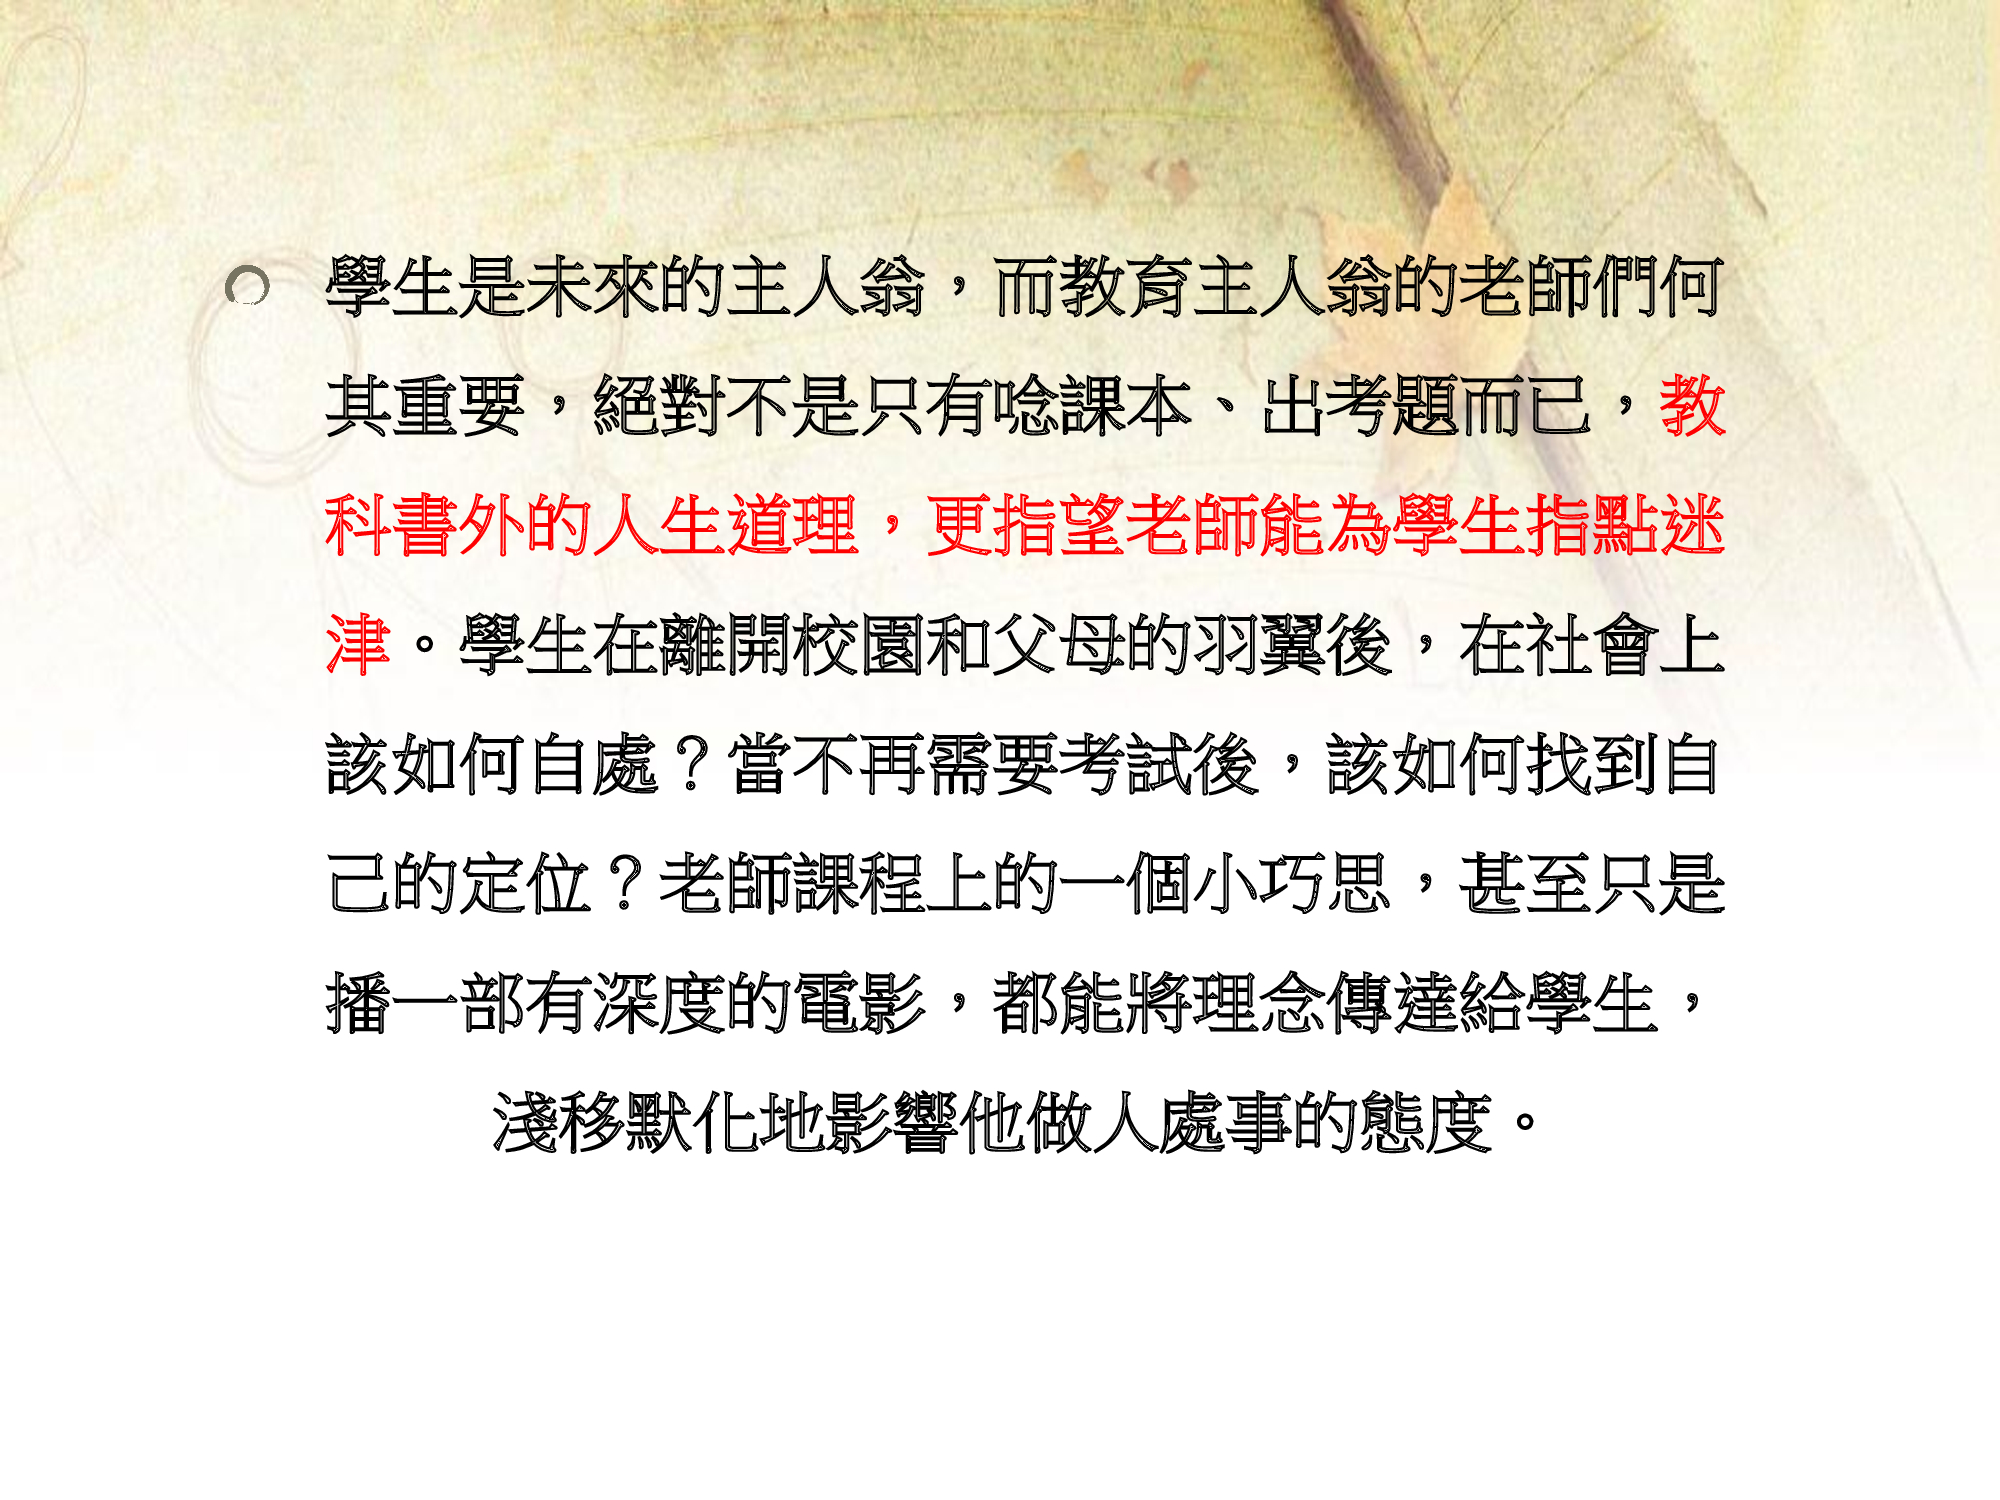 學生是未來的主人翁，而教育主人翁的老師們何
其重要，絕對不是只有唸課本、出考題而已，教
科書外的人生道理，更指望老師能為學生指點迷
津。學生在離開校園和父母的羽翼後，在社會上
該如何自處？當不再需要考試後，該如何找到自
己的定位？老師課程上的一個小巧思，甚至只是
播一部有深度的電影，都能將理念傳達給學生，
淺移默化地影響他做人處事的態度。